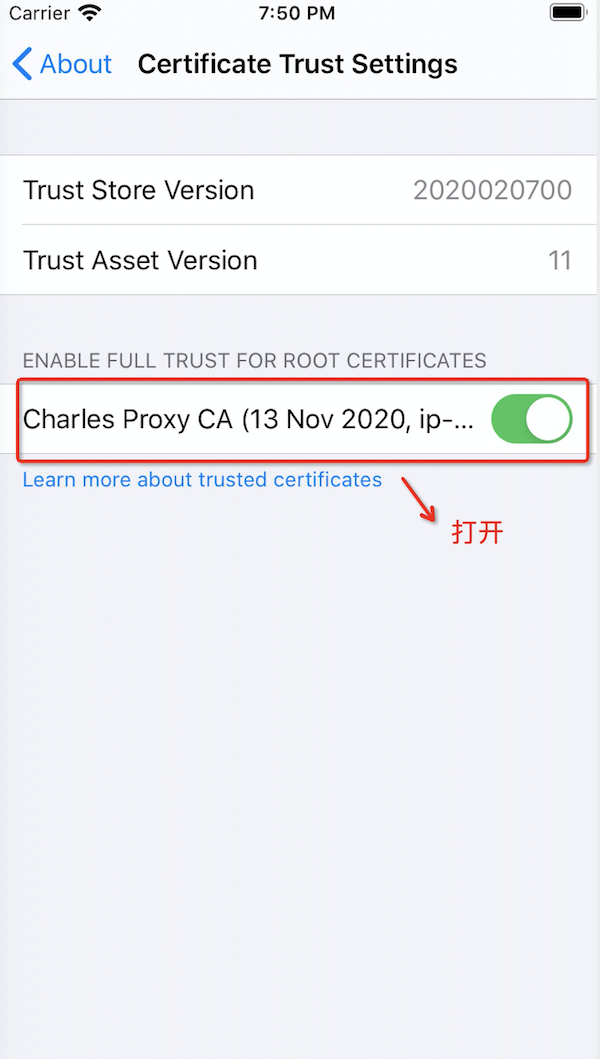 Carrier 7:50 PM
About Certificate Trust Settings
Trust Store Version 2020020700
Trust Asset Version 11
ENABLE FULL TRUST FOR ROOT CERTIFICATES
Charles Proxy CA (13 Nov 2020, ip-...
Learn more about trusted certificates
打开